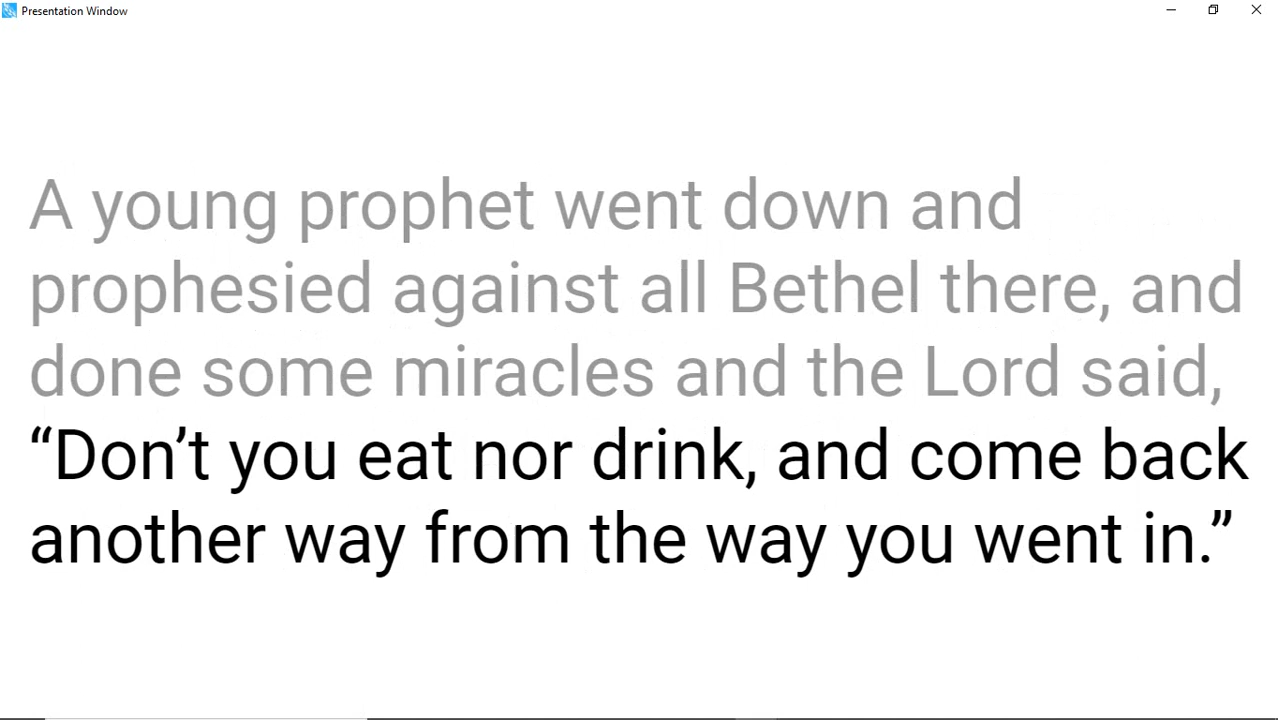 Presentation Window
A young prophet went down and
prophesied against all Bethel there, and
done some miracles and the Lord said,
“Don’t you eat nor drink, and come back
another way from the way you went in.”